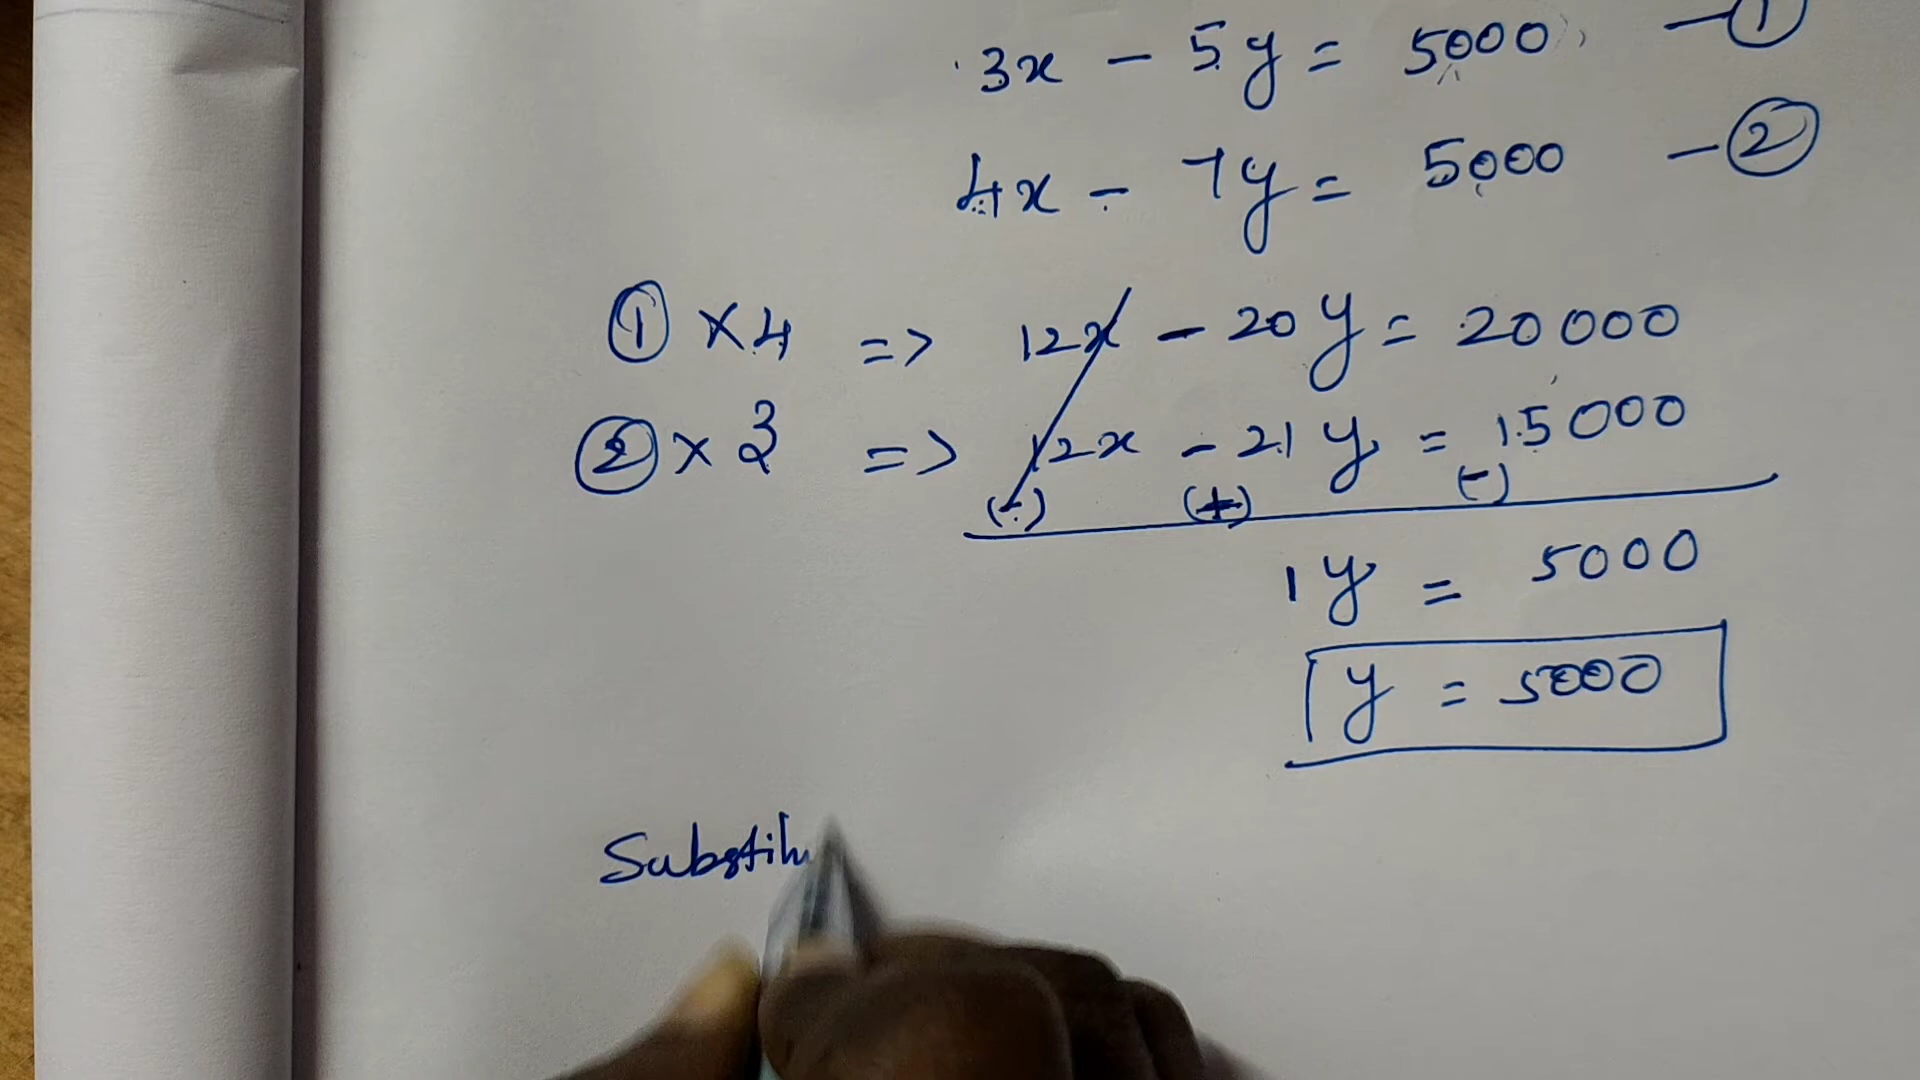 3x - 5y = 5000 - ①
4x - 7y = 5000 - ②
① × 4 => 12x - 20y = 20000
② × 3 => 12x - 21y = 15000
(-) (+) (-)
1y = 5000
y = 5000
Substitu